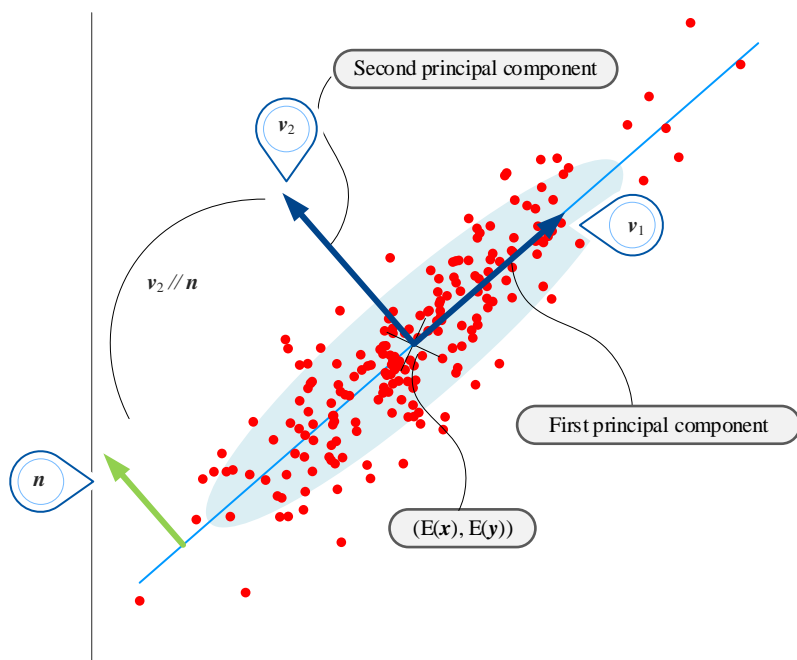 Second principal component
v₂
v₁
v₂ // n
First principal component
n
(E(x), E(y))